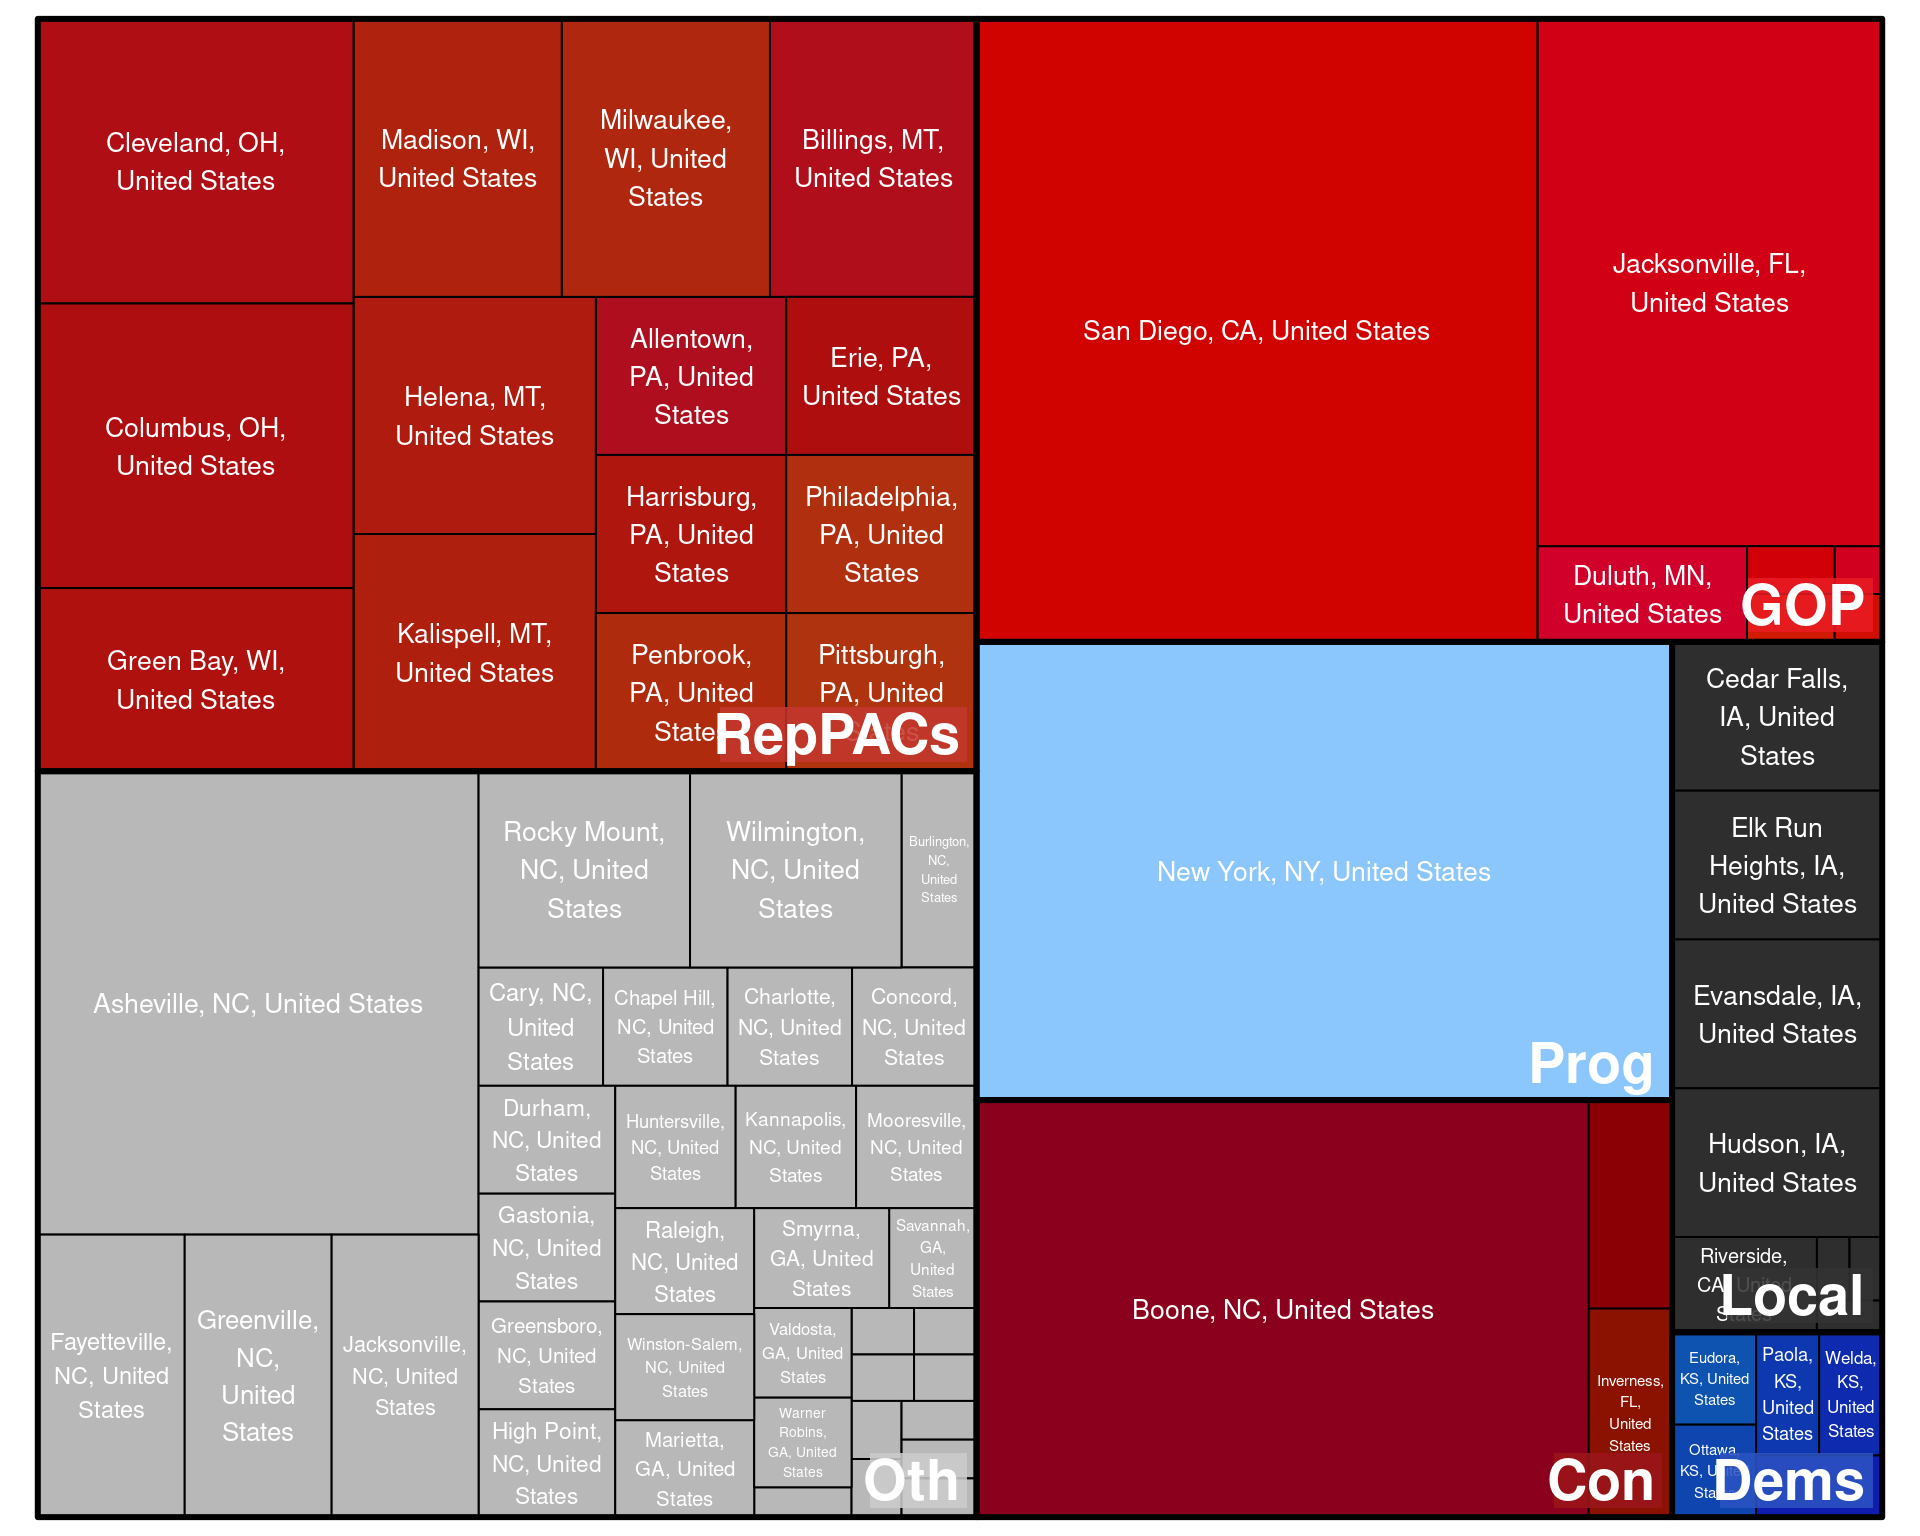 Cleveland, OH,
United States
Madison, WI,
United States
Milwaukee,
WI, United
States
Billings, MT,
United States
Columbus, OH,
United States
Helena, MT,
United States
Allentown,
PA, United
States
Erie, PA,
United States
Harrisburg,
PA, United
States
Philadelphia,
PA, United
States
Green Bay, WI,
United States
Kalispell, MT,
United States
Penbrook,
PA, United
States
Pittsburgh,
PA, United
States
RepPACs
San Diego, CA, United States
Jacksonville, FL,
United States
Duluth, MN,
United States
GOP
Asheville, NC, United States
Rocky Mount,
NC, United
States
Wilmington,
NC, United
States
Burlington,
NC,
United
States
Cary, NC,
United
States
Chapel Hill,
NC, United
States
Charlotte,
NC, United
States
Concord,
NC, United
States
Durham,
NC, United
States
Huntersville,
NC, United
States
Kannapolis,
NC, United
States
Mooresville,
NC, United
States
Gastonia,
NC, United
States
Raleigh,
NC, United
States
Smyrna,
GA, United
States
Savannah,
GA,
United
States
Fayetteville,
NC, United
States
Greenville,
NC,
United
States
Jacksonville,
NC, United
States
Greensboro,
NC, United
States
Winston-Salem,
NC, United
States
Valdosta,
GA, United
States
High Point,
NC, United
States
Marietta,
GA, United
States
Warner
Robins,
GA, United
States
Oth
New York, NY, United States
Prog
Boone, NC, United States
Inverness,
FL,
United
States
Con
Cedar Falls,
IA, United
States
Elk Run
Heights, IA,
United States
Evansdale, IA,
United States
Hudson, IA,
United States
Riverside,
CA, United
States
Local
Eudora,
KS, United
States
Paola,
KS,
United
States
Welda,
KS,
United
States
Ottawa,
KS, United
States
Dems